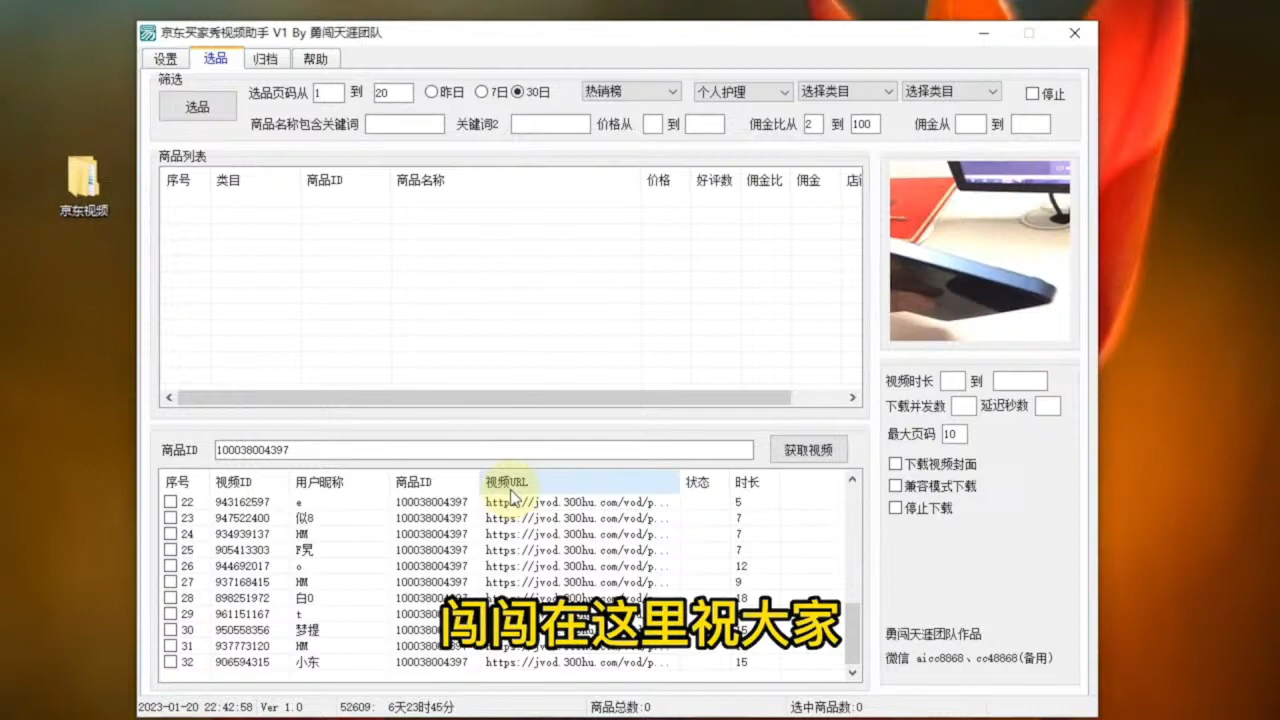 京东买家秀视频助手 V1 By 勇闯天涯团队
设置 选品 归档 帮助
筛选
选品 选品页码从 1 到 20 昨日 7日 30日 热销榜 个人护理 选择类目 选择类目 停止
商品名称包含关键词 关键词2 价格从 到 佣金比从 2 到 100 佣金从 到
京东视频
商品列表
序号 类目 商品ID 商品名称 价格 好评数 佣金比 佣金
视频时长 到
下载并发数 延迟秒数
最大页码 10
下载视频封面
兼容模式下载
停止下载
商品ID 100038004397 获取视频
序号 视频ID 用户昵称 商品ID 视频URL 状态 时长
22 943162597 e 100038004397 https://jvod.300hu.com/vod/p... 5
23 947522400 似8 100038004397 https://jvod.300hu.com/vod/p... 7
24 934939137 HM 100038004397 https://jvod.300hu.com/vod/p... 7
25 905413303 100038004397 https://jvod.300hu.com/vod/p... 7
26 944692017 o 100038004397 https://jvod.300hu.com/vod/p... 12
27 937168415 HM 100038004397 https://jvod.300hu.com/vod/p... 9
28 898251972 白0 100038004397 https://jvod.300hu.com/vod/p... 18
29 961151167 t
30 950558356 梦提
31 937773120 HM
32 906594315 小东 100038004397 https://jvod.300hu.com/vod/p... 15
闯闯在这里祝大家
勇闯天涯团队作品
微信 aicc8868、cc48868(备用)
2023-01-20 22:42:58 Ver 1.0 52609: 6天23时45分 商品总数:0 选中商品数:0